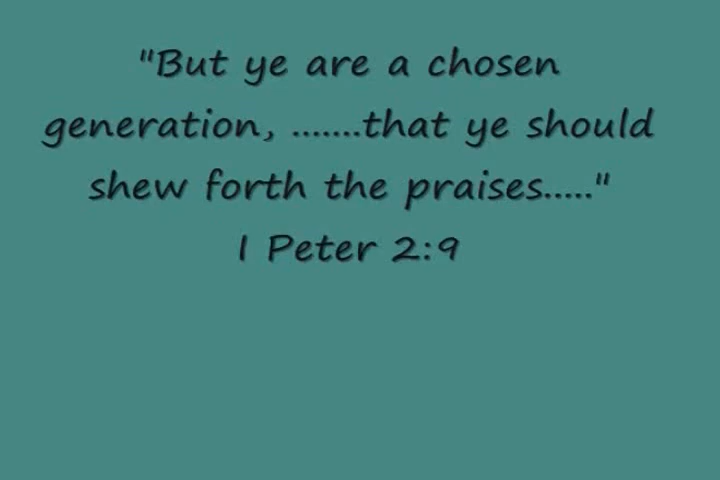 "But ye are a chosen
generation, .......that ye should
shew forth the praises....."
I Peter 2:9